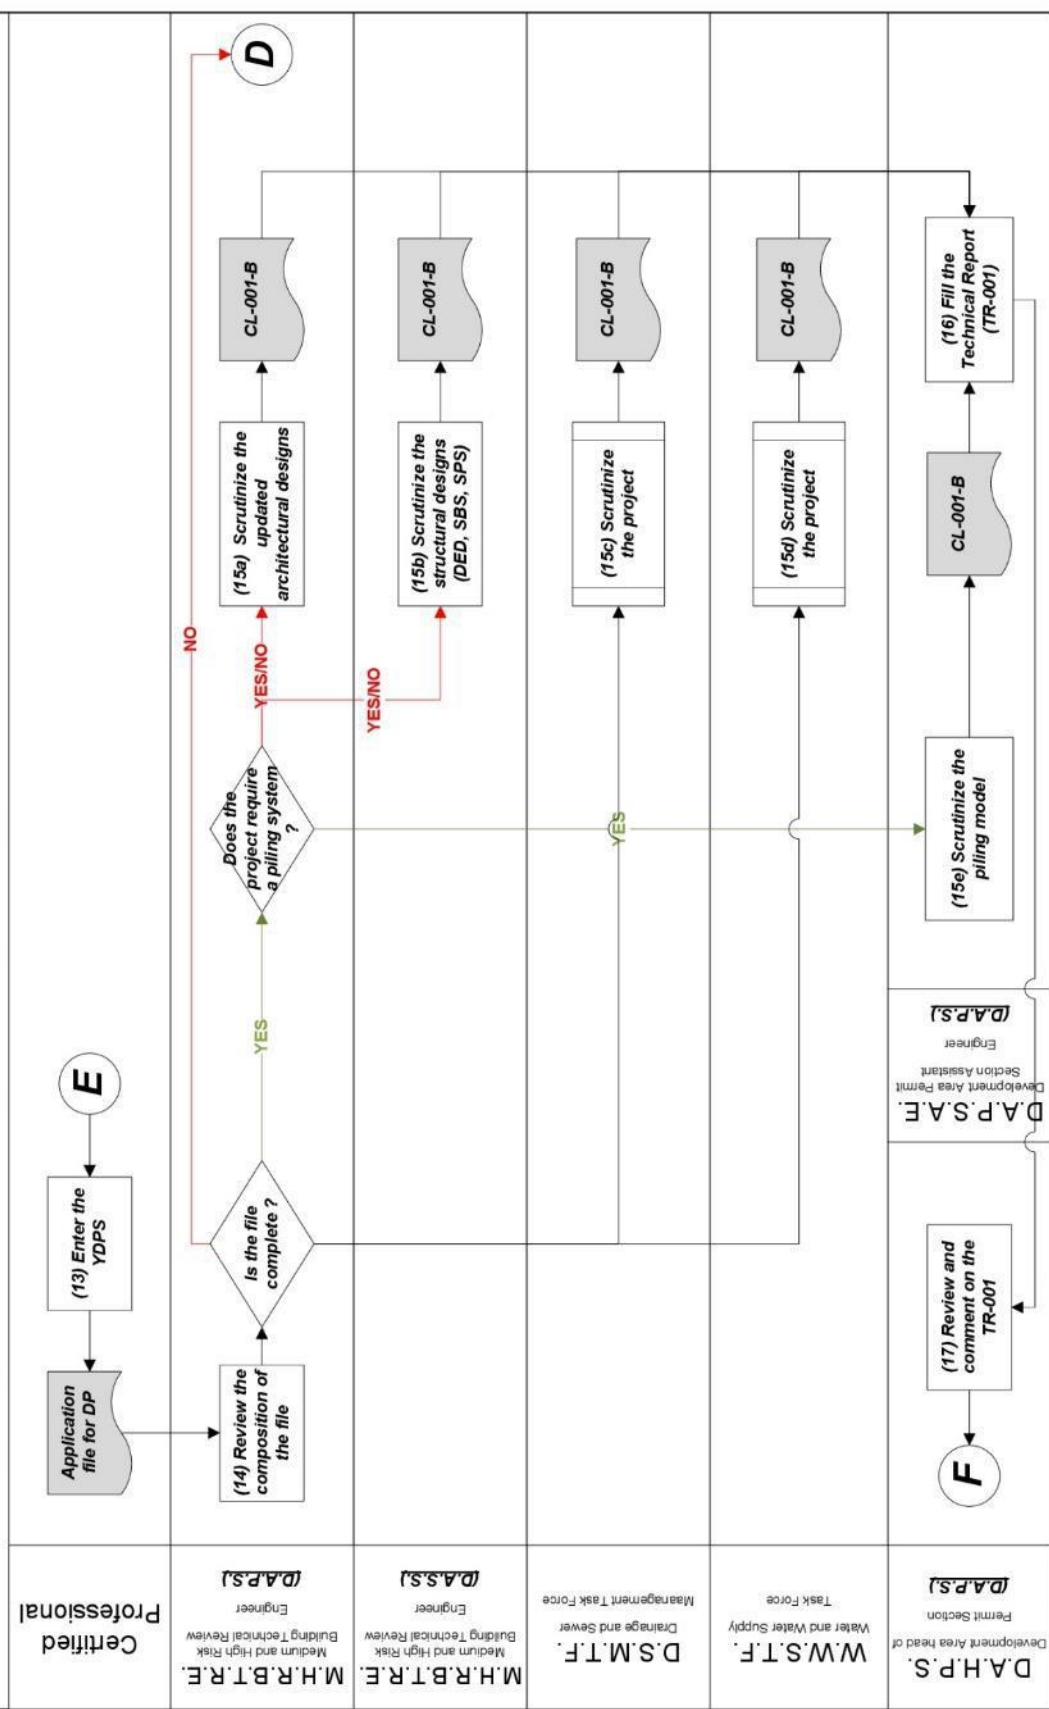 Certified
Professional
Application
file for DP
(13) Enter the
YDPS
E
M.H.R.B.T.R.E.
Medium and High Risk
Building Technical Review
Engineer
(D.A.P.S.)
(14) Review the
composition of
the file
Is the file
complete ?
YES
NO
Does the
project require
a piling system
?
YES/NO
(15a) Scrutinize the
updated
architectural designs
CL-001-B
D
M.H.R.B.T.R.E
Medium and High Risk
Building Technical Review
Engineer
(D.A.S.S.)
YES/NO
(15b) Scrutinize the
structural designs
(DED, SBS, SPS)
CL-001-B
D.S.M.T.F.
Drainage and Sewer
Management Task Force
YES
(15c) Scrutinize
the project
CL-001-B
W.W.S.T.F.
Water and Water Supply
Task Force
(15d) Scrutinize
the project
CL-001-B
D.A.H.P.S.
Development Area head of
Permit Section
(D.A.P.S.)
F
(17) Review and
comment on the
TR-001
D.A.P.S.A.E.
Development Area Permit
Section Assistant
Engineer
(D.A.P.S.)
(15e) Scrutinize the
piling model
CL-001-B
(16) Fill the
Technical Report
(TR-001)